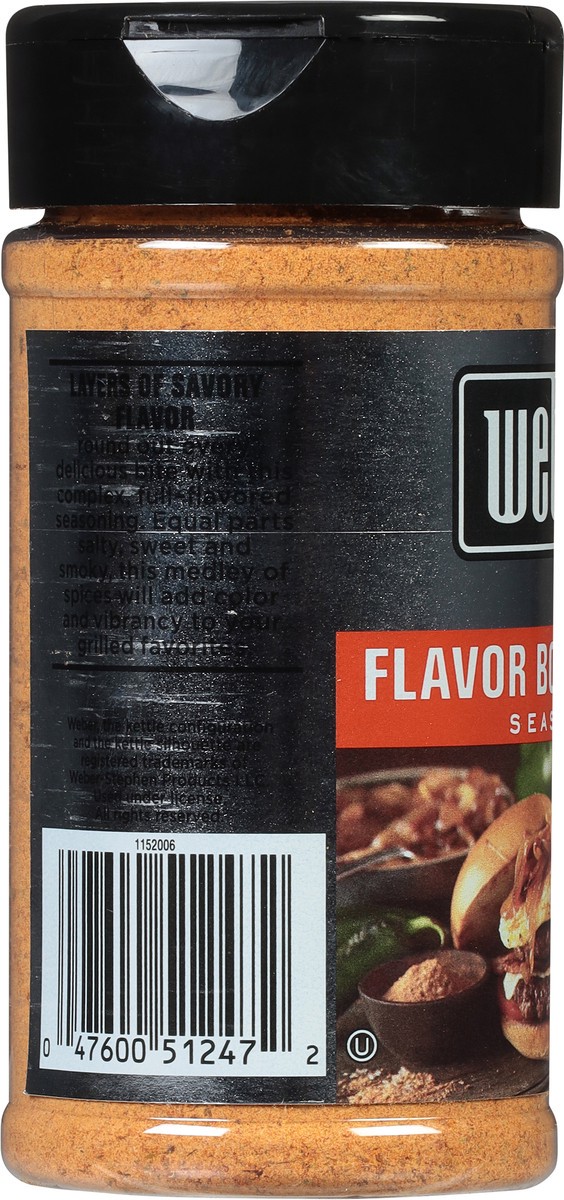 LAYERS OF SAVORY
FLAVOR
round out every
delicious bite with this
complex, full-flavored
seasoning. Equal parts
salty, sweet and
smoky, this medley of
spices will add color
and vibrancy to your
grilled favorites.
Weber, the kettle configuration
and the kettle silhouette are
registered trademarks of
Weber-Stephen Products LLC.
Used under license.
All rights reserved.
1152006
0 47600 51247 2
We
FLAVOR BO
SEAS
U